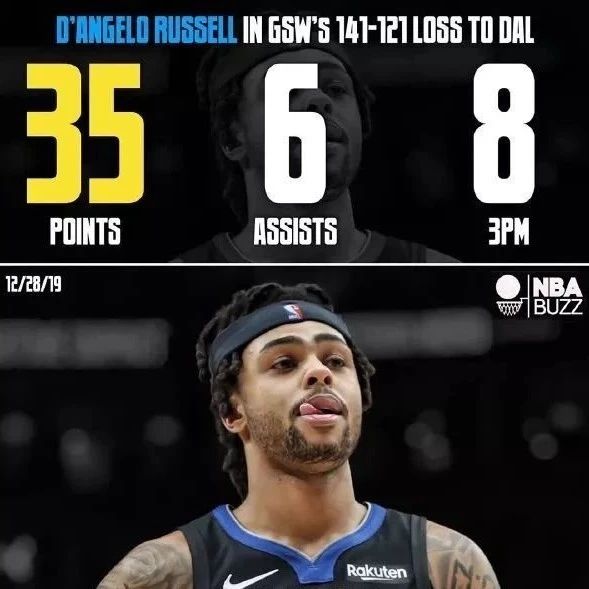 D'ANGELO RUSSELL IN GSW'S 141-121 LOSS TO DAL
35 6 8
POINTS ASSISTS 3PM
12/28/19
NBA
BUZZ
Rakuten